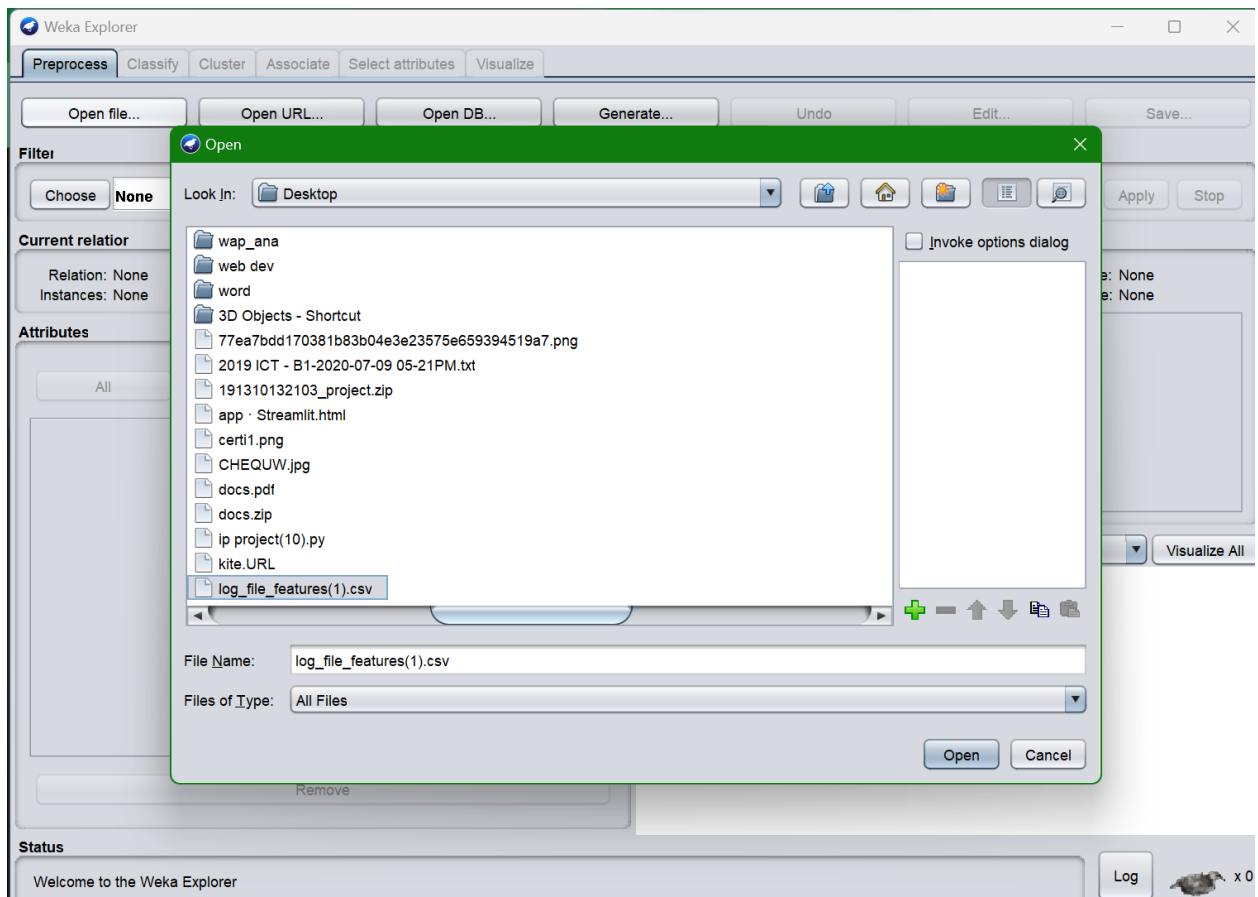 Weka Explorer
Preprocess Classify Cluster Associate Select attributes Visualize
Open file... Open URL... Open DB... Generate... Undo Edit... Save...
Open
Filter
Choose None
Look In: Desktop
Apply Stop
Current relation
Relation: None
Instances: None
e: None
e: None
Attributes
All
wap_ana
web dev
word
3D Objects - Shortcut
77ea7bdd170381b83b04e3e23575e659394519a7.png
2019 ICT - B1-2020-07-09 05-21PM.txt
191310132103_project.zip
app · Streamlit.html
certi1.png
CHEQUW.jpg
docs.pdf
docs.zip
ip project(10).py
kite.URL
log_file_features(1).csv
Invoke options dialog
Visualize All
File Name: log_file_features(1).csv
Files of Type: All Files
Open Cancel
Remove
Status
Welcome to the Weka Explorer
Log x 0